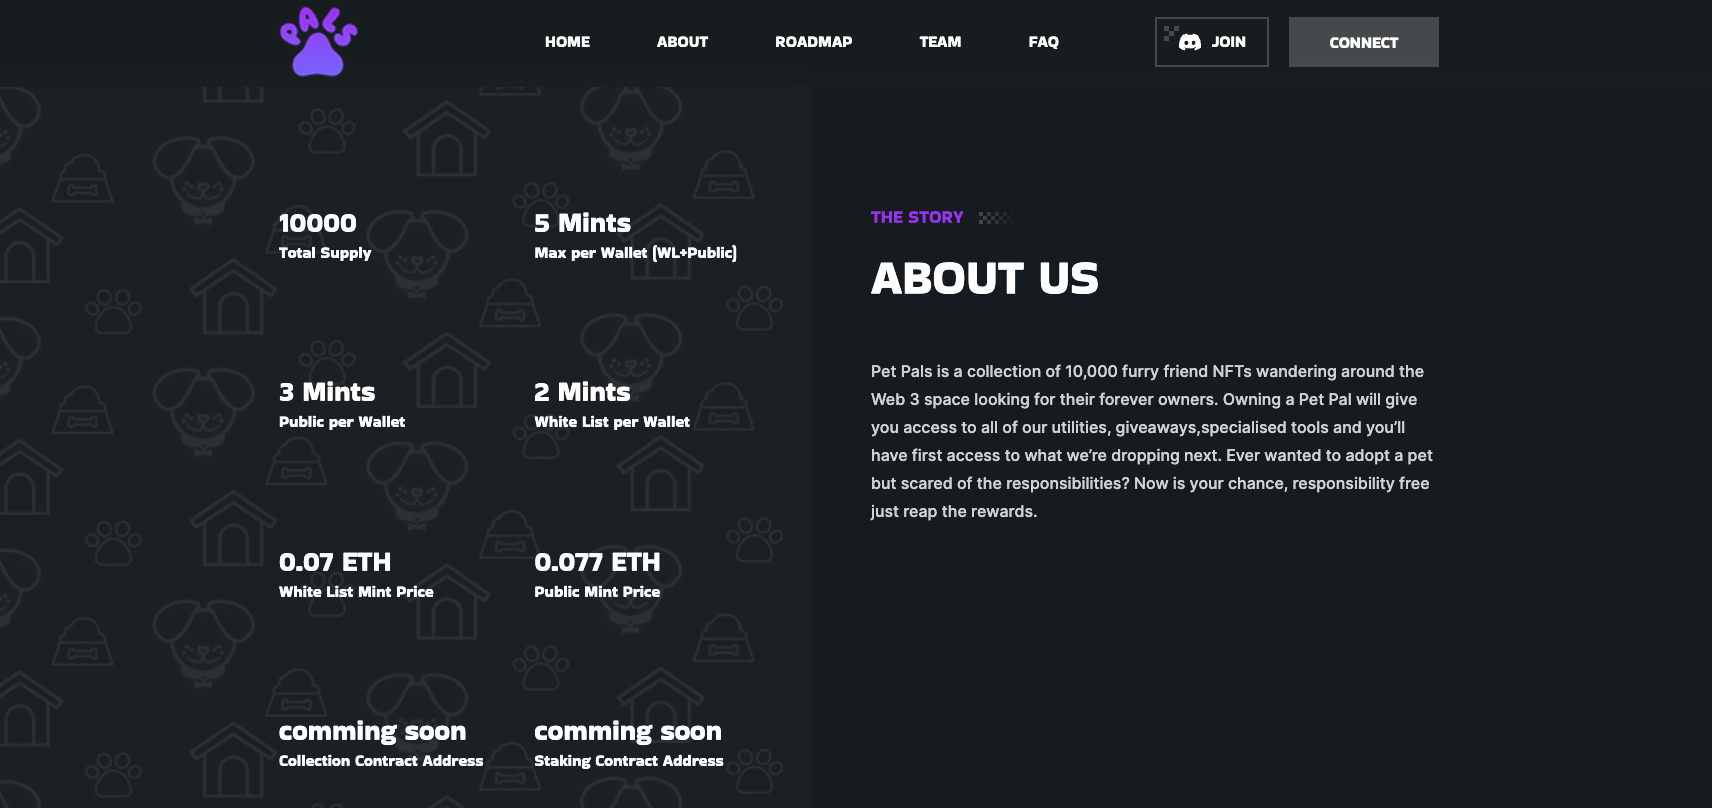 PALS
HOME ABOUT ROADMAP TEAM FAQ JOIN CONNECT
10000
Total Supply
5 Mints
Max per Wallet (WL+Public)
3 Mints
Public per Wallet
2 Mints
White List per Wallet
0.07 ETH
White List Mint Price
0.077 ETH
Public Mint Price
comming soon
Collection Contract Address
comming soon
Staking Contract Address
THE STORY
ABOUT US
Pet Pals is a collection of 10,000 furry friend NFTs wandering around the
Web 3 space looking for their forever owners. Owning a Pet Pal will give
you access to all of our utilities, giveaways,specialised tools and you’ll
have first access to what we’re dropping next. Ever wanted to adopt a pet
but scared of the responsibilities? Now is your chance, responsibility free
just reap the rewards.